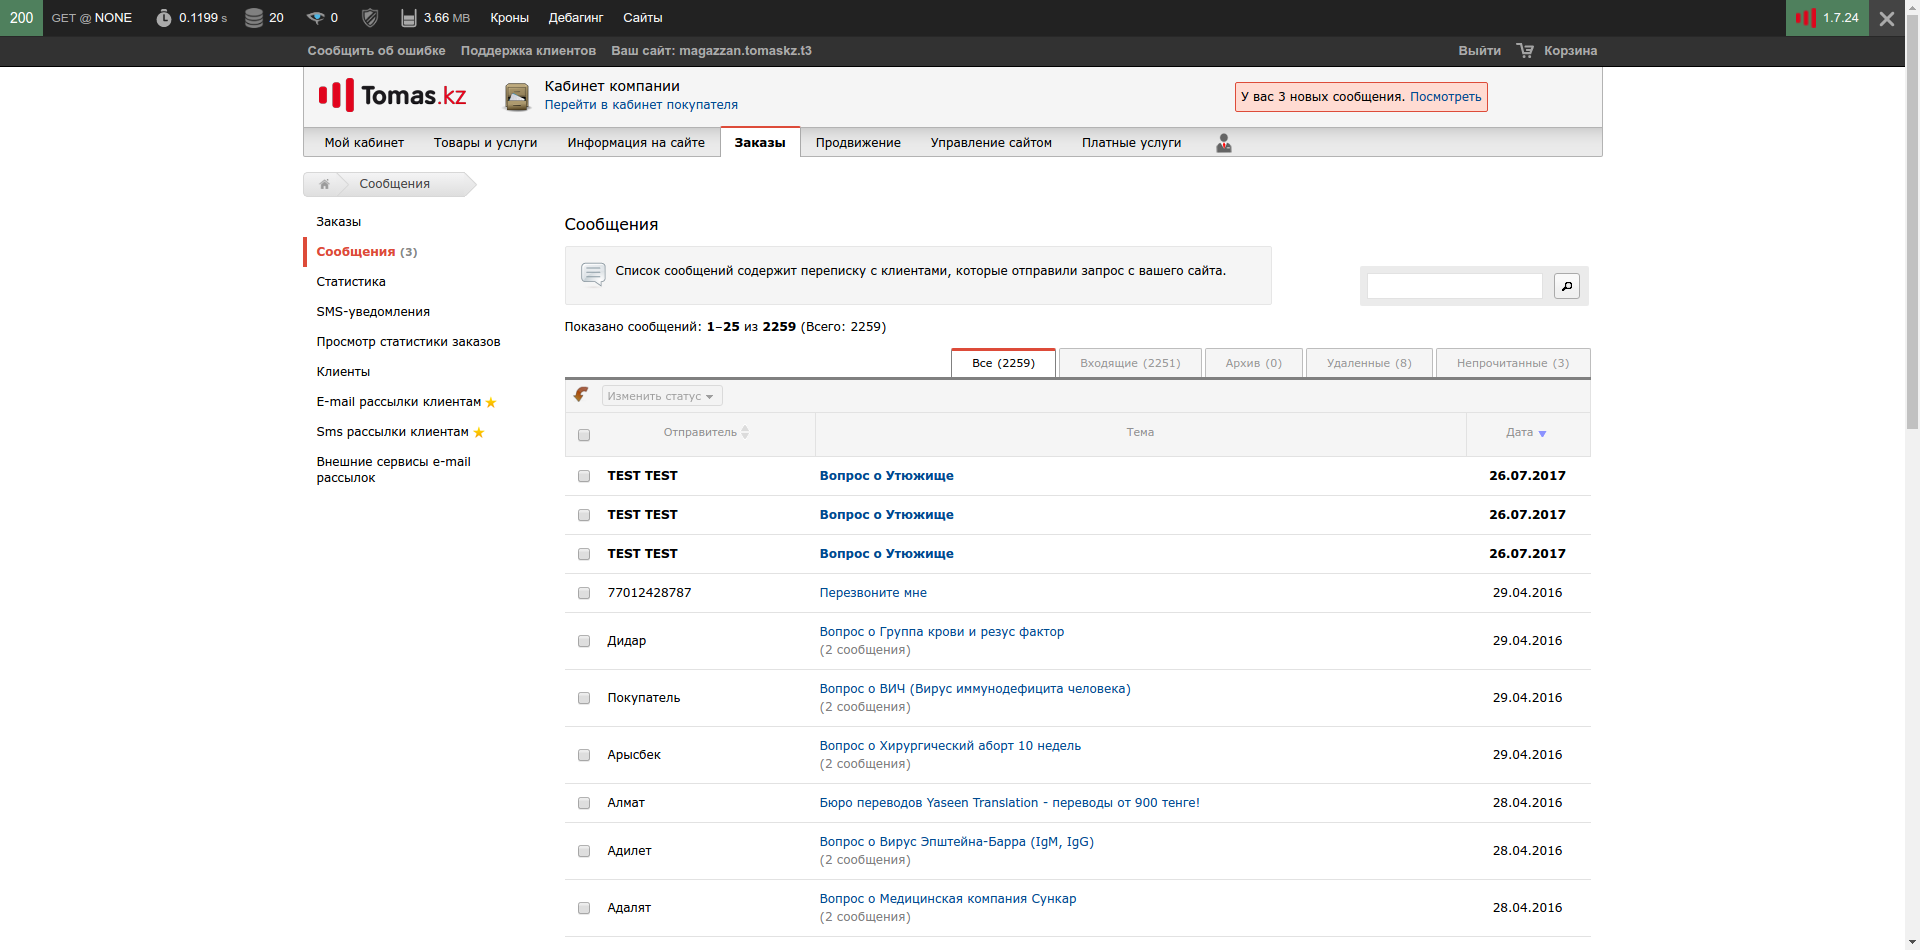 200 GET @ NONE 0.1199 s 20 0 3.66 MB Кроны Дебагинг Сайты 1.7.24
Сообщить об ошибке Поддержка клиентов Ваш сайт: magazzan.tomaskz.t3 Выйти Корзина
Tomas.kz
Кабинет компании
Перейти в кабинет покупателя
У вас 3 новых сообщения. Посмотреть
Мой кабинет Товары и услуги Информация на сайте Заказы Продвижение Управление сайтом Платные услуги
Сообщения
Заказы
Сообщения (3)
Статистика
SMS-уведомления
Просмотр статистики заказов
Клиенты
E-mail рассылки клиентам
Sms рассылки клиентам
Внешние сервисы e-mail
рассылок
Сообщения
Список сообщений содержит переписку с клиентами, которые отправили запрос с вашего сайта.
Показано сообщений: 1–25 из 2259 (Всего: 2259)
Все (2259) Входящие (2251) Архив (0) Удаленные (8) Непрочитанные (3)
Изменить статус
Отправитель Тема Дата
TEST TEST Вопрос о Утюжище 26.07.2017
TEST TEST Вопрос о Утюжище 26.07.2017
TEST TEST Вопрос о Утюжище 26.07.2017
77012428787 Перезвоните мне 29.04.2016
Дидар Вопрос о Группа крови и резус фактор 29.04.2016
(2 сообщения)
Покупатель Вопрос о ВИЧ (Вирус иммунодефицита человека) 29.04.2016
(2 сообщения)
Арысбек Вопрос о Хирургический аборт 10 недель 29.04.2016
(2 сообщения)
Алмат Бюро переводов Yaseen Translation - переводы от 900 тенге! 28.04.2016
Адилет Вопрос о Вирус Эпштейна-Барра (IgM, IgG) 28.04.2016
(2 сообщения)
Адалят Вопрос о Медицинская компания Сункар 28.04.2016
(2 сообщения)